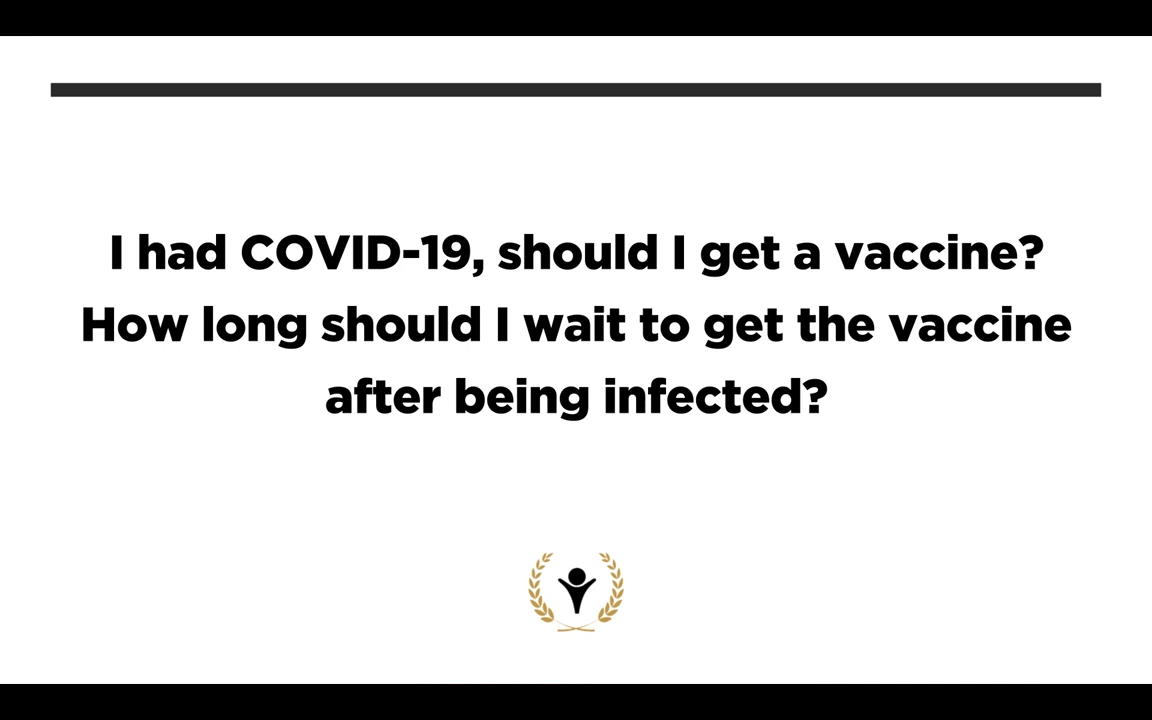 I had COVID-19, should I get a vaccine?
How long should I wait to get the vaccine
after being infected?